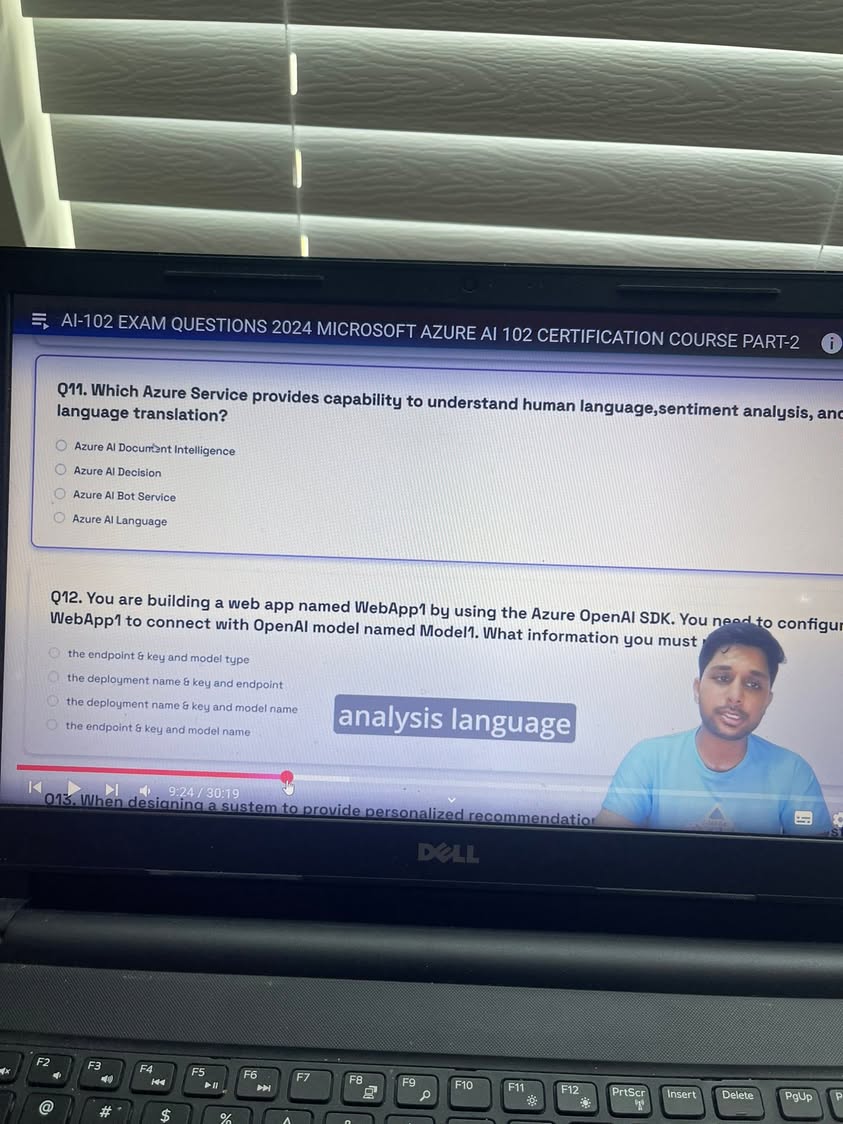 AI-102 EXAM QUESTIONS 2024 MICROSOFT AZURE AI 102 CERTIFICATION COURSE PART-2
Q11. Which Azure Service provides capability to understand human language,sentiment analysis, and
language translation?
Azure AI Document Intelligence
Azure AI Decision
Azure AI Bot Service
Azure AI Language
Q12. You are building a web app named WebApp1 by using the Azure OpenAI SDK. You need to configur
WebApp1 to connect with OpenAI model named Model1. What information you must
the endpoint & key and model type
the deployment name & key and endpoint
the deployment name & key and model name
the endpoint & key and model name
analysis language
9:24 / 30:19
Q13. When designing a system to provide personalized recommendation
DELL
F2 F3 F4 F5 F6 F7 F8 F9 F10 F11 F12 PrtScr Insert Delete PgUp
@ # $ %